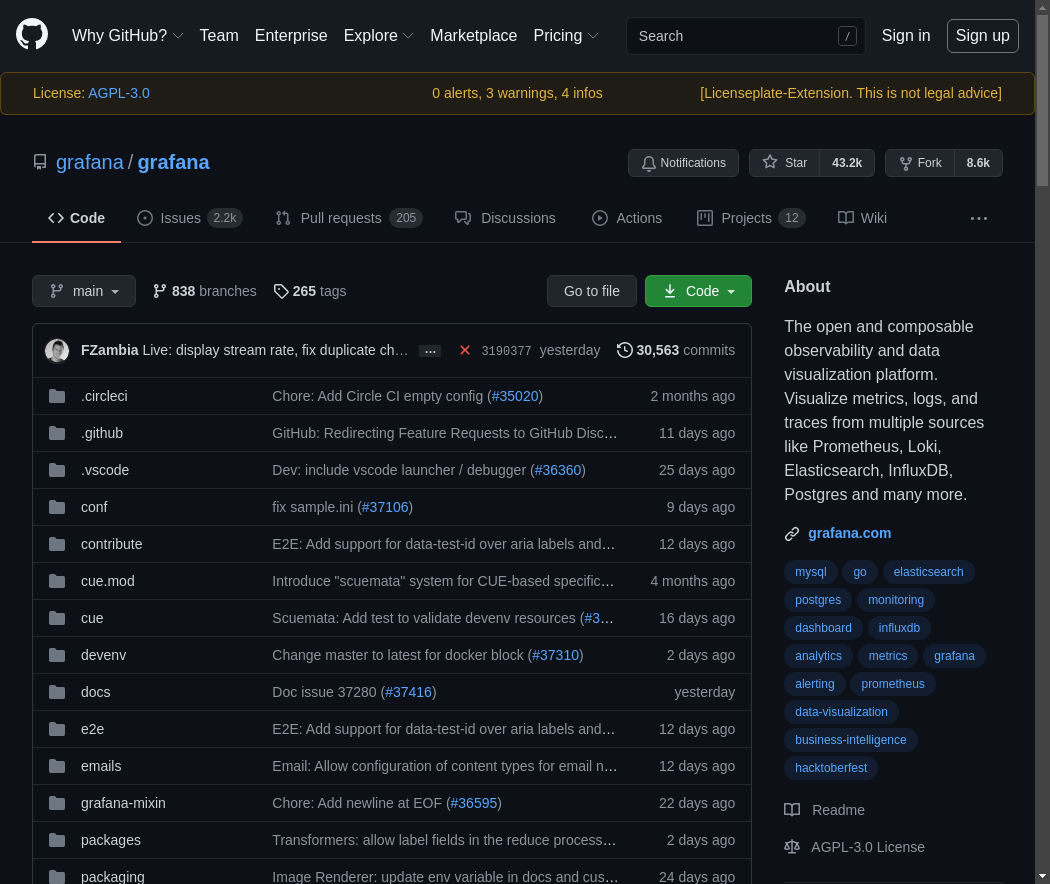 Why GitHub? Team Enterprise Explore Marketplace Pricing Search / Sign in Sign up
License: AGPL-3.0 0 alerts, 3 warnings, 4 infos [Licenseplate-Extension. This is not legal advice]
grafana / grafana Notifications Star 43.2k Fork 8.6k
Code Issues 2.2k Pull requests 205 Discussions Actions Projects 12 Wiki ...
main 838 branches 265 tags Go to file Code
FZambia Live: display stream rate, fix duplicate ch… ... 3190377 yesterday 30,563 commits
.circleci Chore: Add Circle CI empty config (#35020) 2 months ago
.github GitHub: Redirecting Feature Requests to GitHub Disc… 11 days ago
.vscode Dev: include vscode launcher / debugger (#36360) 25 days ago
conf fix sample.ini (#37106) 9 days ago
contribute E2E: Add support for data-test-id over aria labels and… 12 days ago
cue.mod Introduce "scuemata" system for CUE-based specific… 4 months ago
cue Scuemata: Add test to validate devenv resources (#3… 16 days ago
devenv Change master to latest for docker block (#37310) 2 days ago
docs Doc issue 37280 (#37416) yesterday
e2e E2E: Add support for data-test-id over aria labels and… 12 days ago
emails Email: Allow configuration of content types for email n… 12 days ago
grafana-mixin Chore: Add newline at EOF (#36595) 22 days ago
packages Transformers: allow label fields in the reduce process… 2 days ago
packaging Image Renderer: update env variable in docs and cus… 24 days ago
About
The open and composable
observability and data
visualization platform.
Visualize metrics, logs, and
traces from multiple sources
like Prometheus, Loki,
Elasticsearch, InfluxDB,
Postgres and many more.
grafana.com
mysql go elasticsearch
postgres monitoring
dashboard influxdb
analytics metrics grafana
alerting prometheus
data-visualization
business-intelligence
hacktoberfest
Readme
AGPL-3.0 License